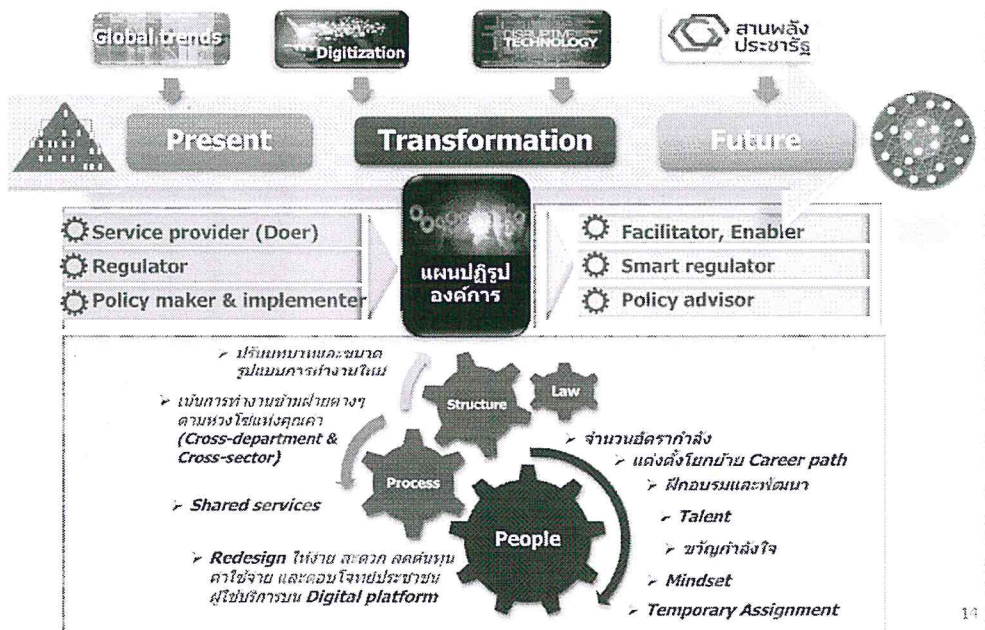 Global trends
Digitization
DISRUPTIVE
TECHNOLOGY
สานพลัง
ประชารัฐ
Present
Transformation
Future
Service provider (Doer)
Regulator
Policy maker & implementer
แผนปฏิรูป
องค์การ
Facilitator, Enabler
Smart regulator
Policy advisor
➤ ปรับบทบาทและขนาด
รูปแบบการทำงานใหม่
➤ เน้นการทำงานข้ามฝ่ายต่างๆ
ตามห่วงโซ่แห่งคุณค่า
(Cross-department &
Cross-sector)
➤ Shared services
➤ Redesign ให้ง่าย สะดวก ลดต้นทุน
ค่าใช้จ่าย และตอบโจทย์ประชาชน
ผู้ใช้บริการบน Digital platform
Structure
Law
Process
People
➤ จำนวนอัตรากำลัง
➤ แต่งตั้งโยกย้าย Career path
➤ ฝึกอบรมและพัฒนา
➤ Talent
➤ ขวัญกำลังใจ
➤ Mindset
➤ Temporary Assignment
14